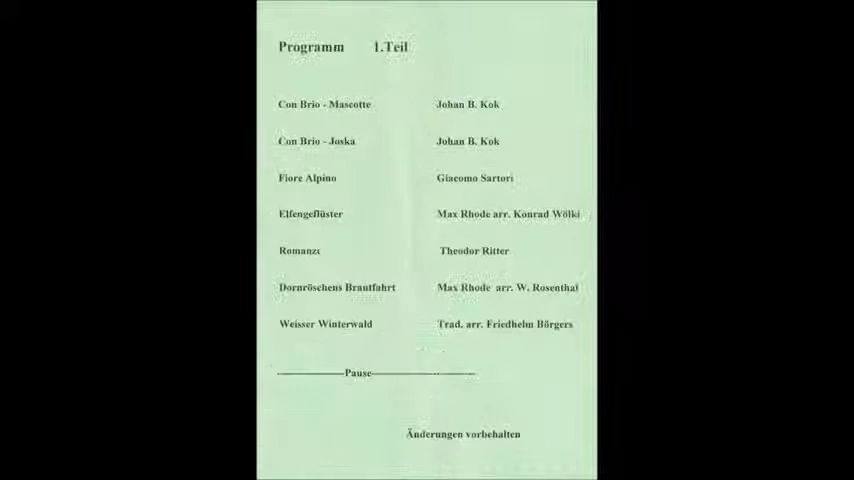 Programm 1.Teil
Con Brio - Mascotte Johan B. Kok
Con Brio - Joska Johan B. Kok
Fiore Alpino Giacomo Sartori
Elfengeflüster Max Rhode arr. Konrad Wölki
Romanze Theodor Ritter
Dornröschens Brautfahrt Max Rhode arr. W. Rosenthal
Weisser Winterwald Trad. arr. Friedhelm Börgers
---Pause---
Änderungen vorbehalten